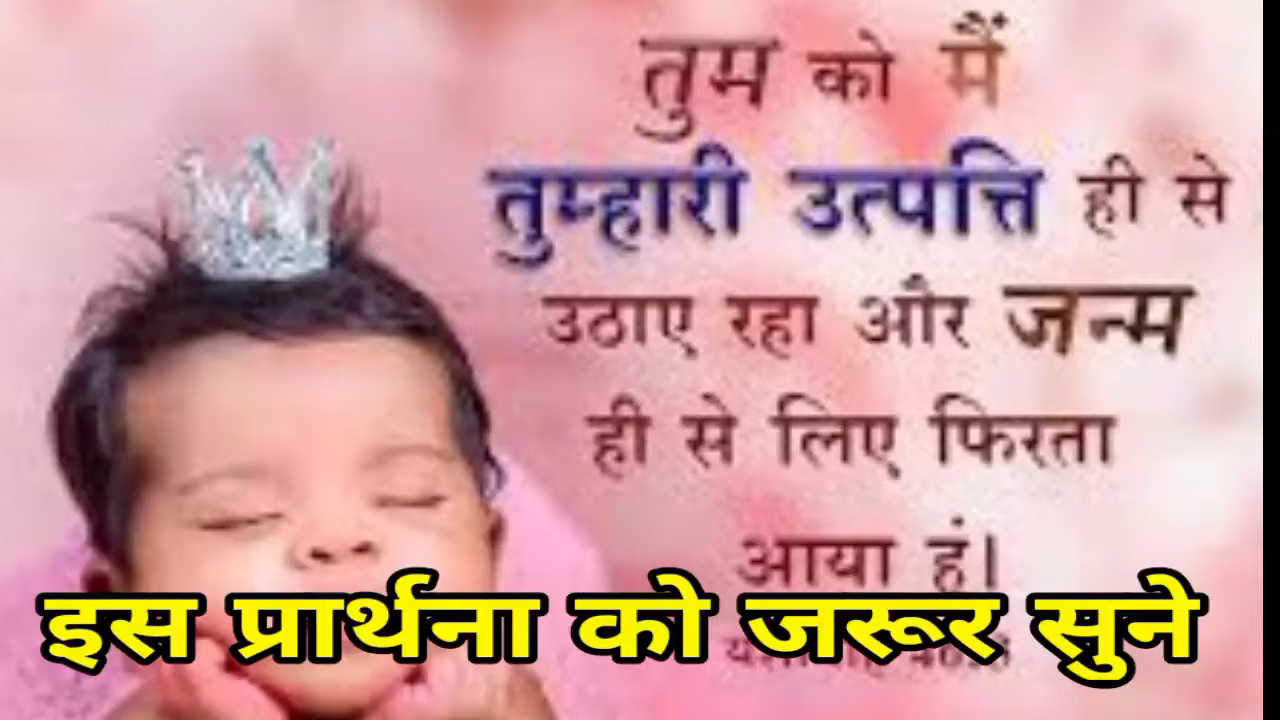 तुम को मैं
तुम्हारी उत्पत्ति ही से
उठाए रहा और जन्म
ही से लिए फिरता
आया हं।
इस प्रार्थना को जरूर सुने